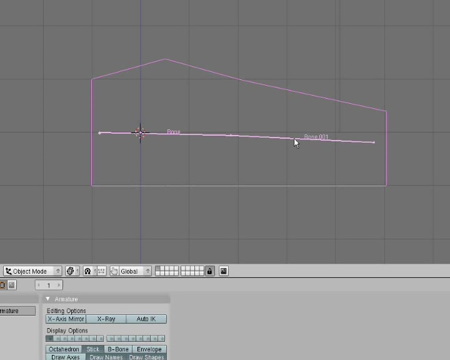 Bone
Bone.001
Object Mode
Global
1
Armature
Editing Options
X-Axis Mirror
X-Ray
Auto IK
Display Options
Octahedron
Stick
B-Bone
Envelope
Draw Axes
Draw Names
Draw Shapes